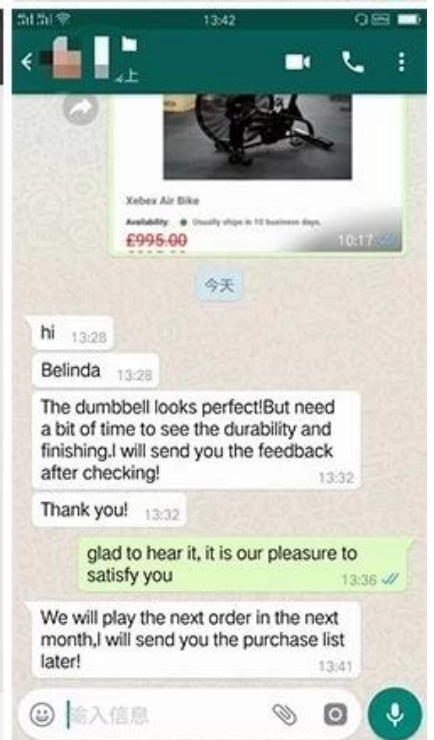 13:42
上
Xebex Air Bike
Availability: Usually ships in 10 business days.
£995.00
10:17
今天
hi 13:28
Belinda 13:28
The dumbbell looks perfect!But need
a bit of time to see the durability and
finishing.I will send you the feedback
after checking!
13:32
Thank you! 13:32
glad to hear it, it is our pleasure to
satisfy you
13:36
We will play the next order in the next
month,I will send you the purchase list
later!
13:41
输入信息